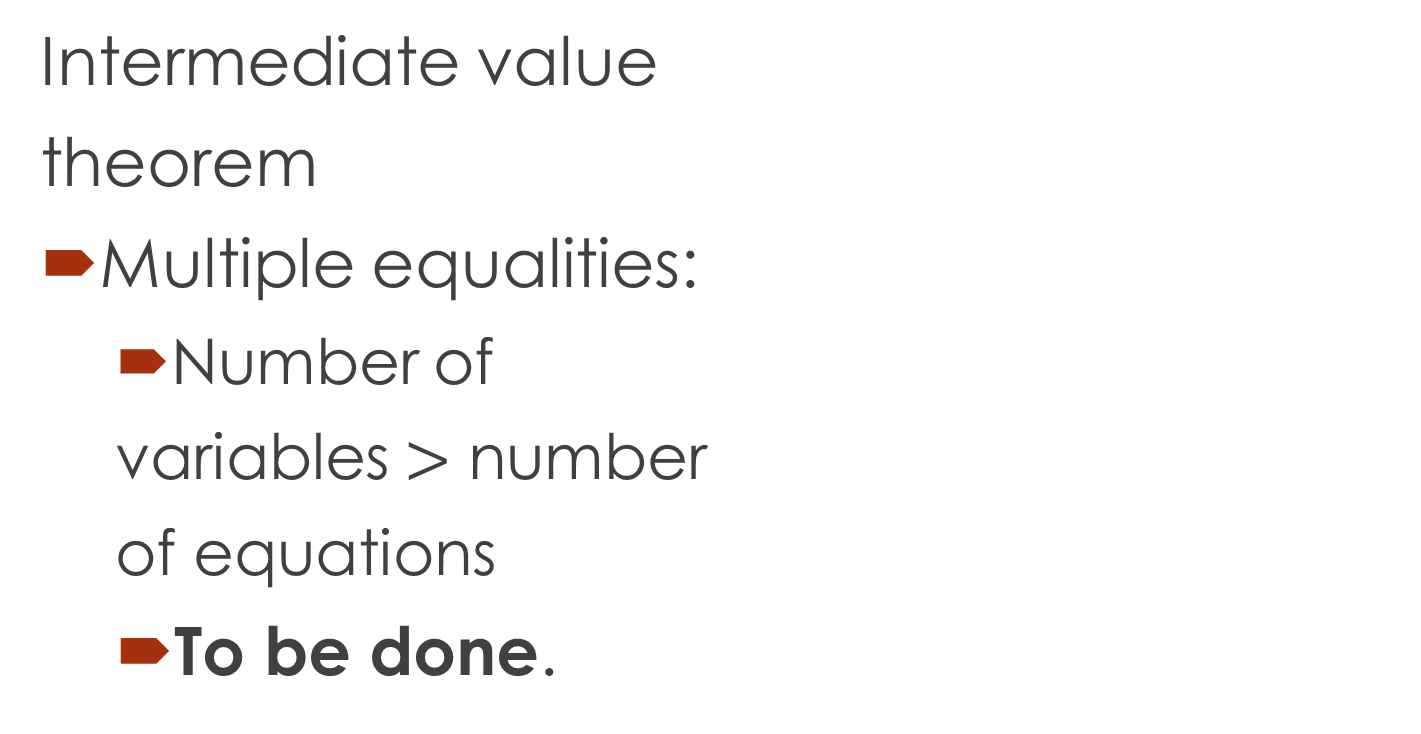 Intermediate value
theorem
Multiple equalities:
Number of
variables > number
of equations
To be done.